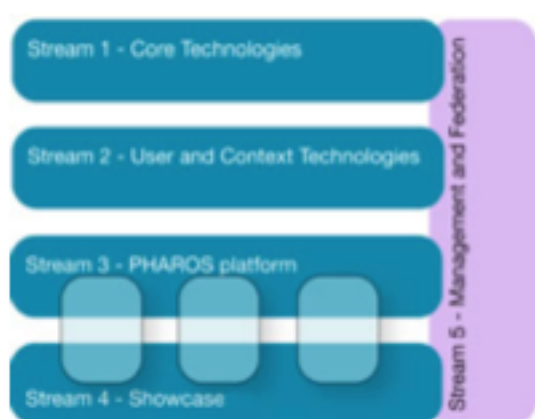 Stream 1 - Core Technologies
Stream 2 - User and Context Technologies
Stream 3 - PHAROS platform
Stream 4 - Showcase
Stream 5 - Management and Federation